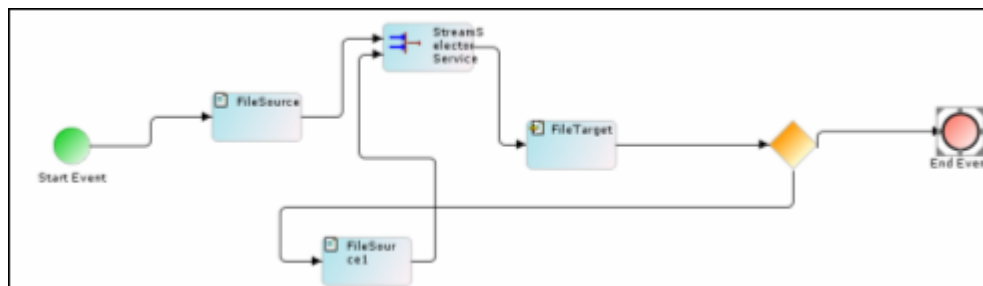 StreamS
elector
Service
FileSource
FileTarget
Start Event
End Even
FileSour
ce1